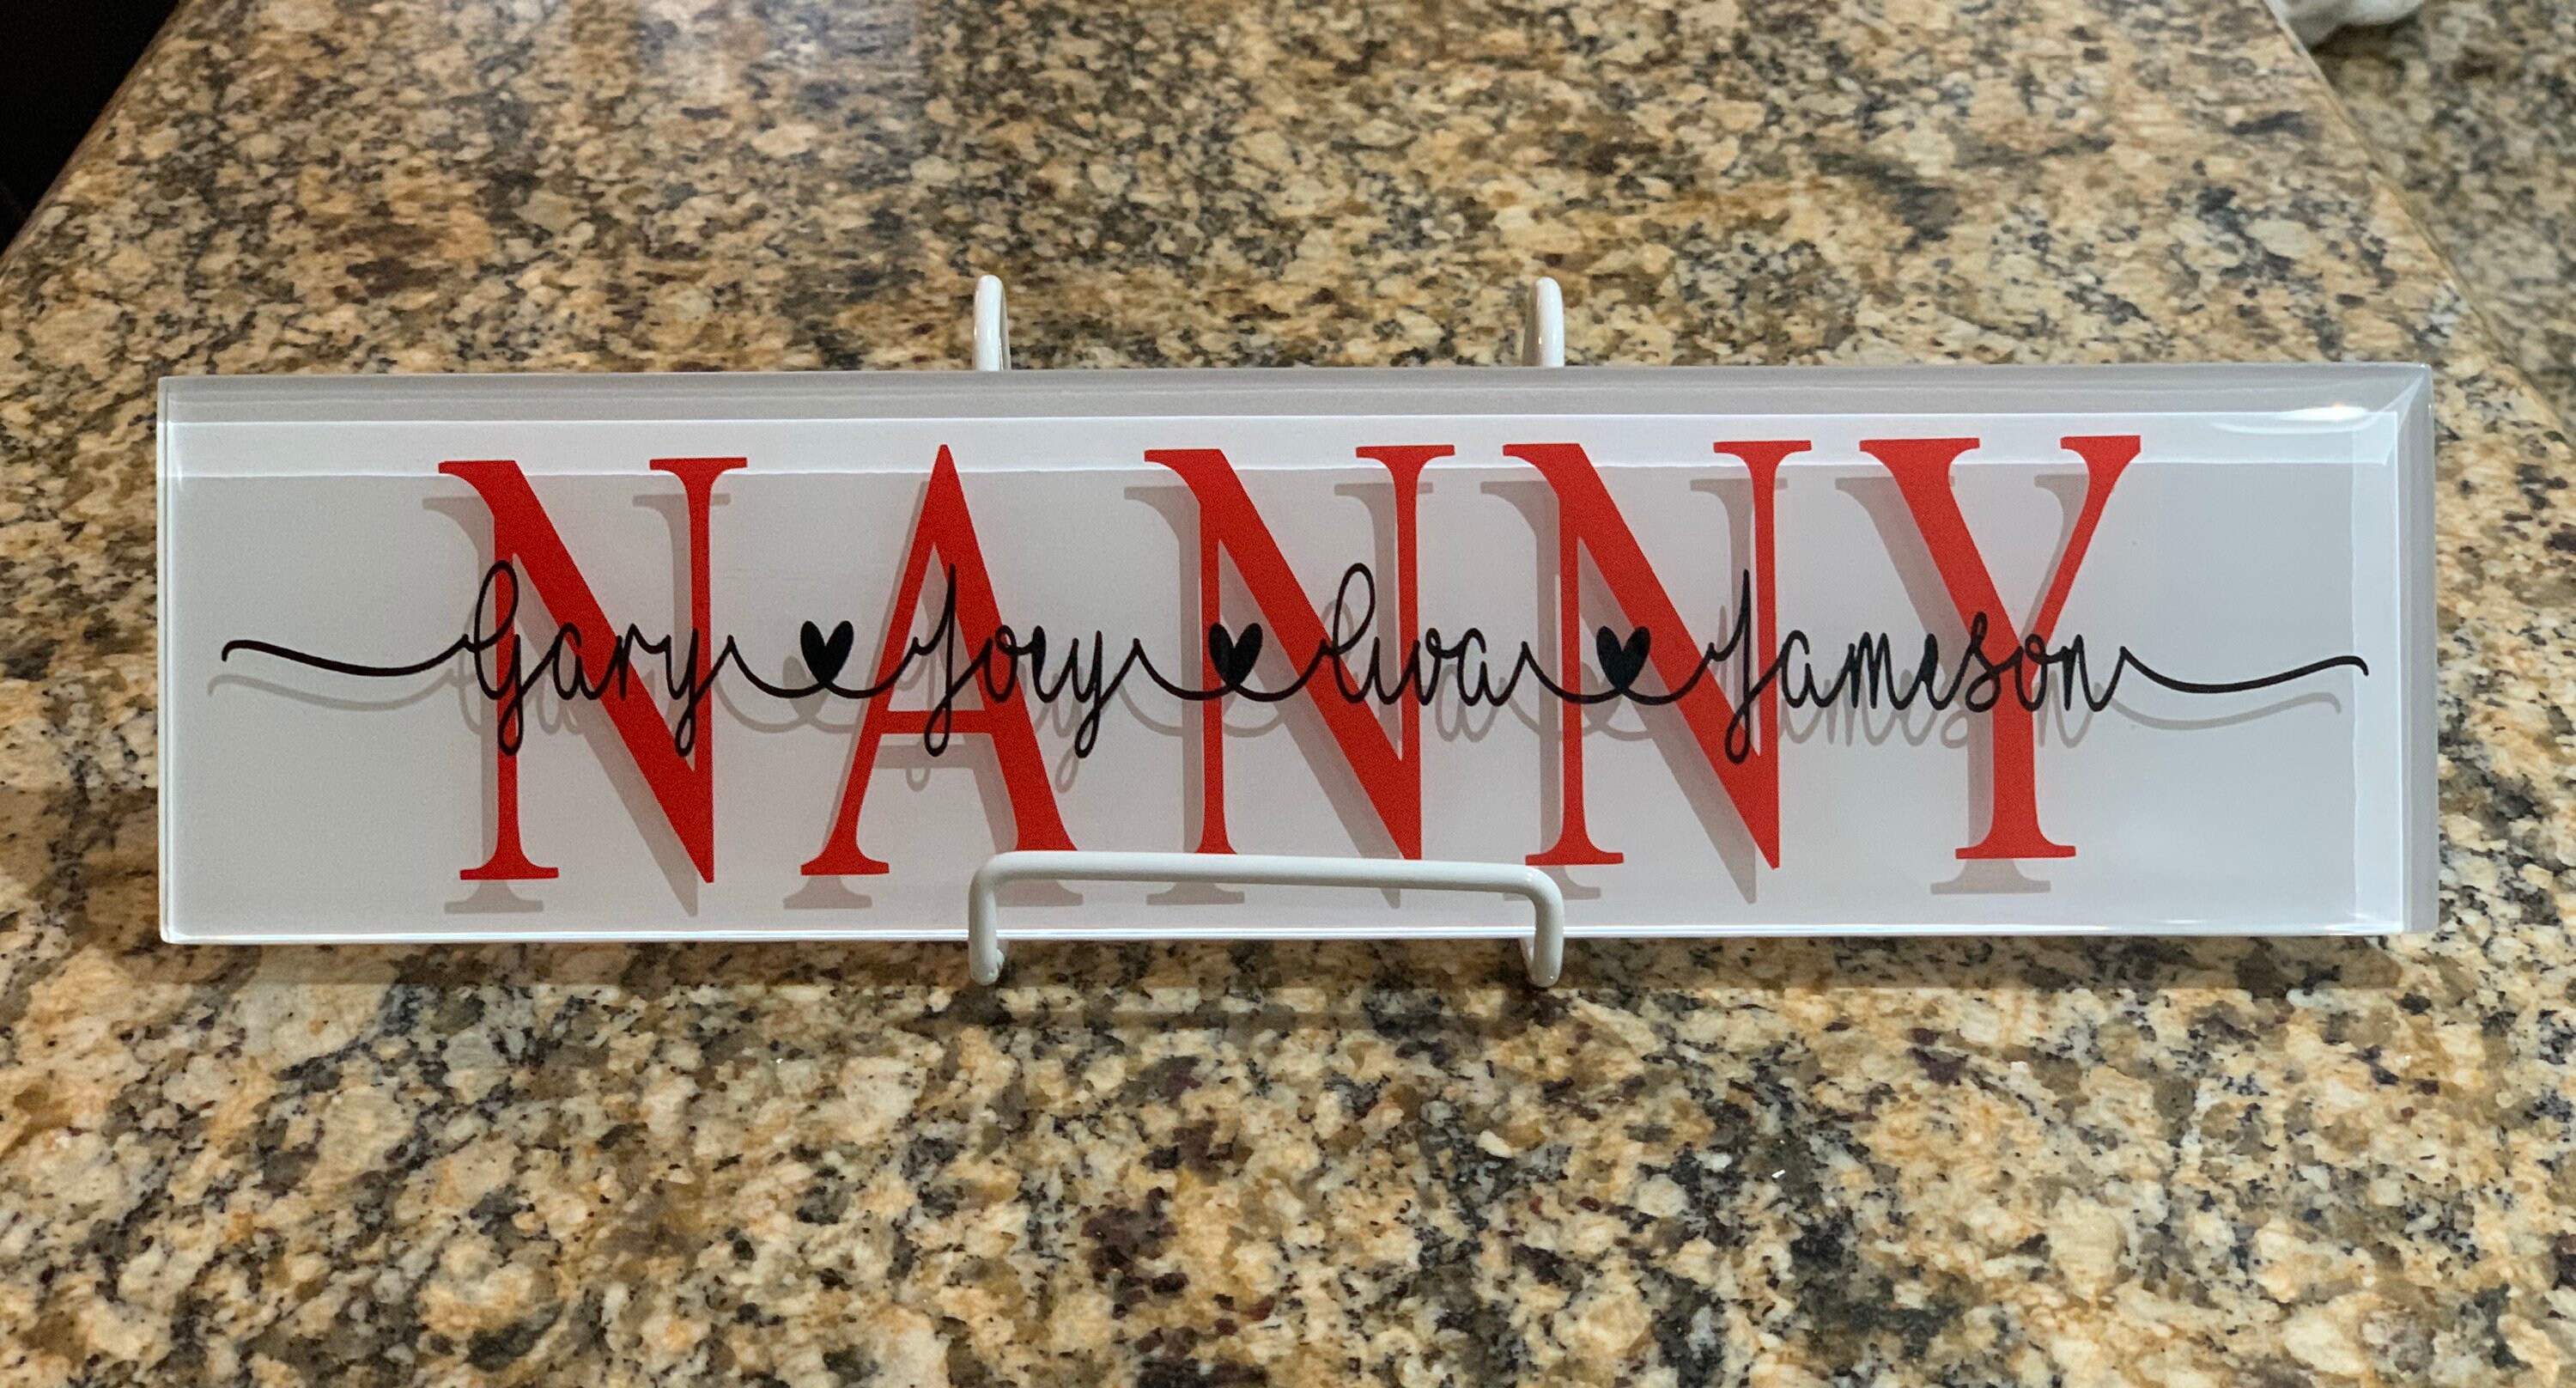 NANNY
Gary ♥ Joey ♥ Ava ♥ Jameson